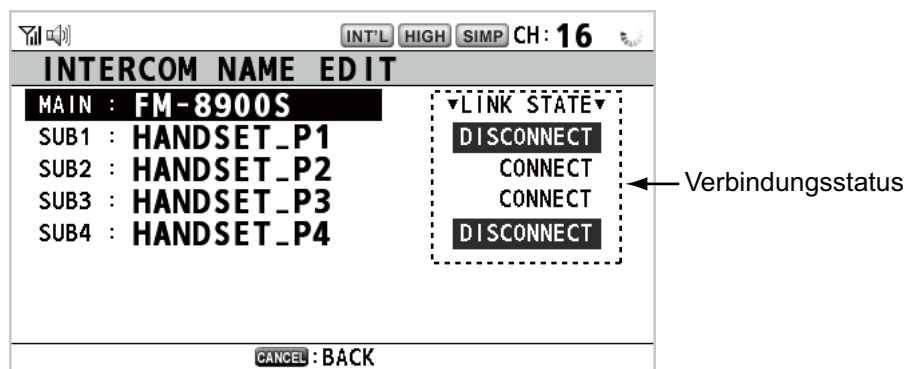 INT'L HIGH SIMP CH: 16
INTERCOM NAME EDIT
MAIN : FM-8900S
▼LINK STATE▼
SUB1 : HANDSET_P1 DISCONNECT
SUB2 : HANDSET_P2 CONNECT
SUB3 : HANDSET_P3 CONNECT
SUB4 : HANDSET_P4 DISCONNECT
Verbindungsstatus
CANCEL : BACK